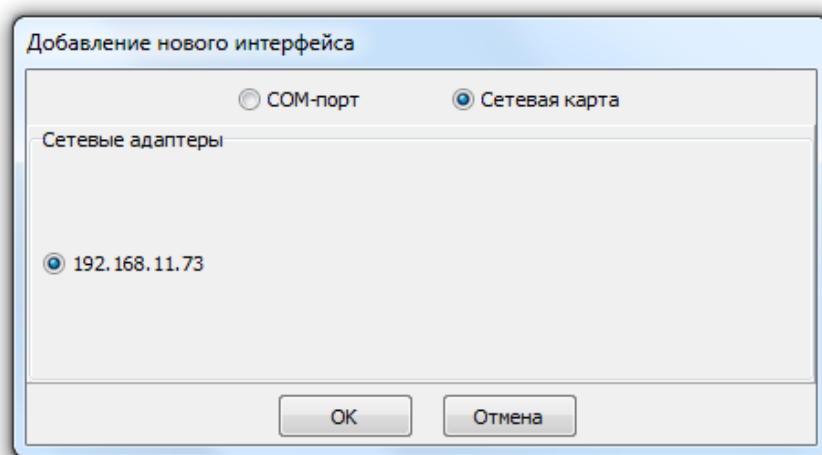 Добавление нового интерфейса
COM-порт Сетевая карта
Сетевые адаптеры
192.168.11.73
OK Отмена